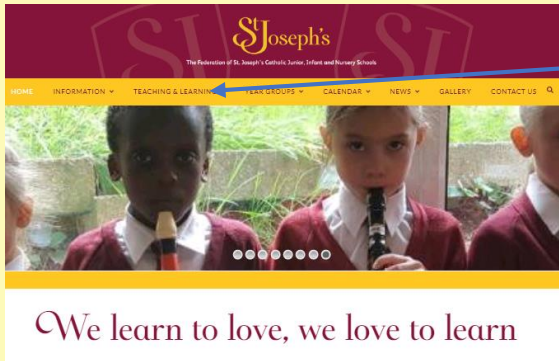 St Joseph's
The Federation of St. Joseph's Catholic Junior, Infant and Nursery Schools
HOME INFORMATION TEACHING & LEARNING YEAR GROUPS CALENDAR NEWS GALLERY CONTACT US
We learn to love, we love to learn